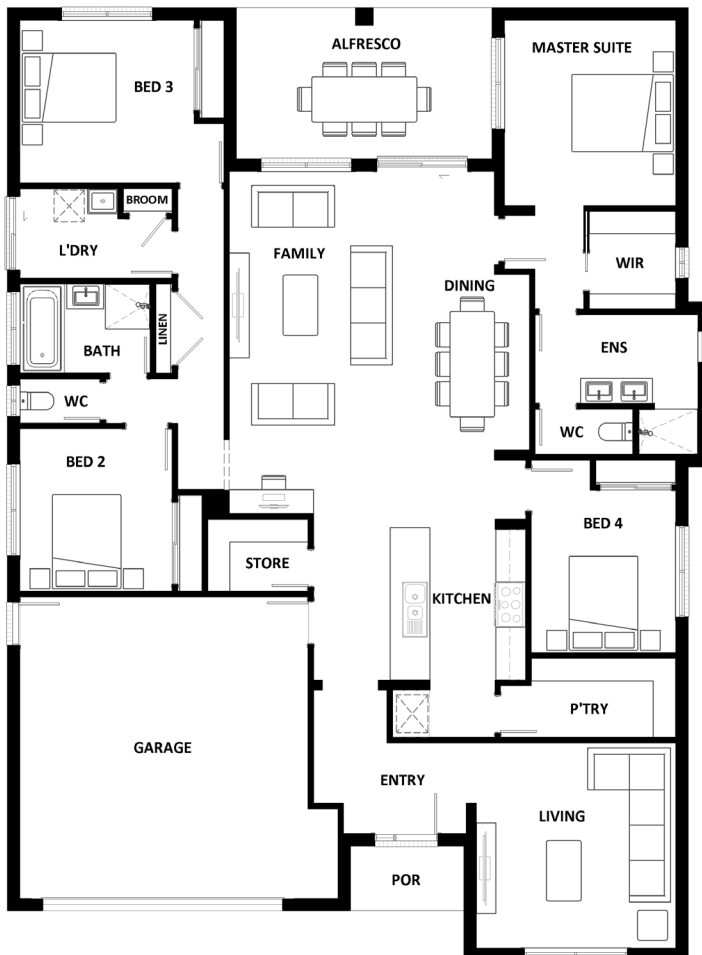 ALFRESCO
MASTER SUITE
BED 3
BROOM
L'DRY
FAMILY
WIR
DINING
LINEN
BATH
ENS
WC
WC
BED 2
BED 4
STORE
KITCHEN
P'TRY
GARAGE
ENTRY
LIVING
POR